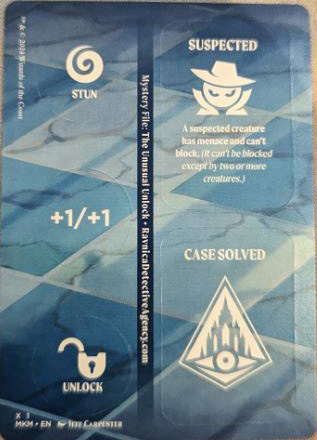 ™ & © 2024 Wizards of the Coast
STUN
+1/+1
UNLOCK
X 1
MKM • EN JEFF CARPENTER
Mystery File: The Unusual Unlock • RavnicaDetectiveAgency.com
SUSPECTED
A suspected creature
has menace and can't
block. (It can't be blocked
except by two or more
creatures.)
CASE SOLVED